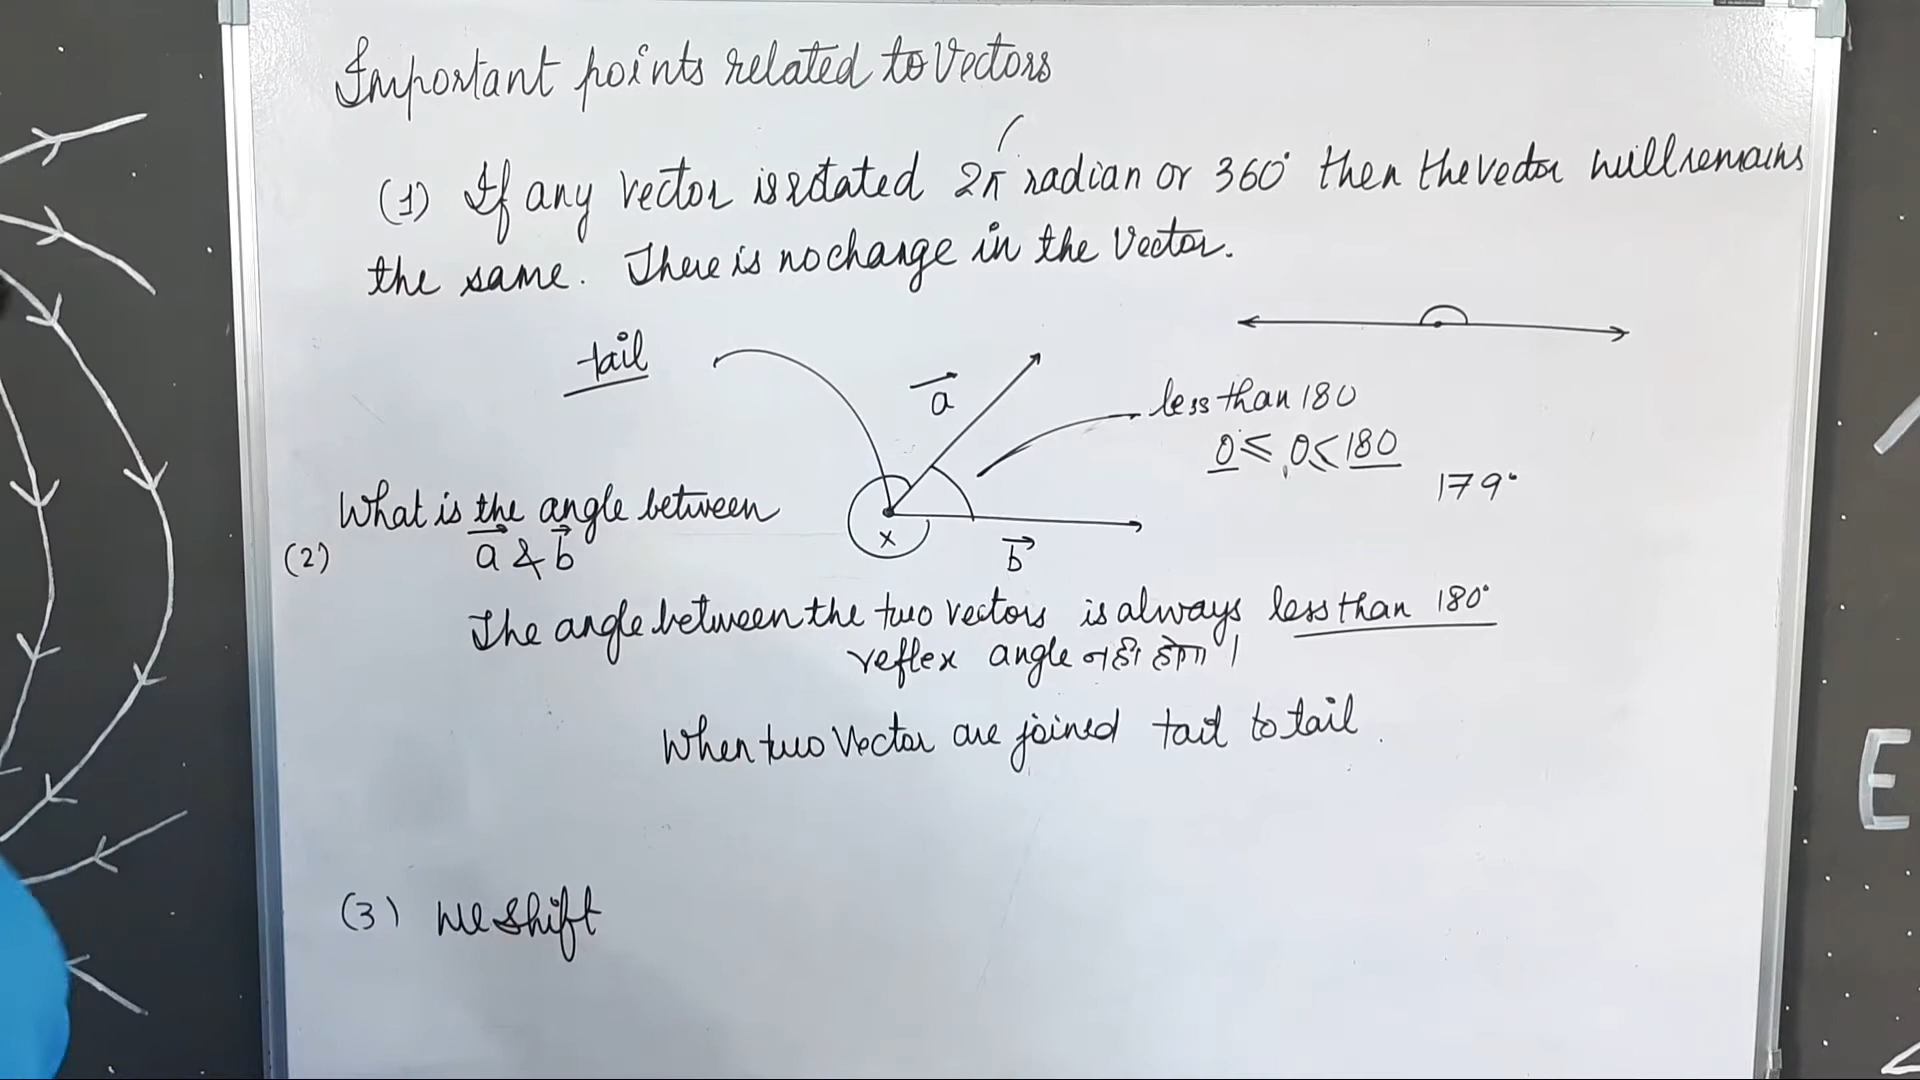 Important points related to Vectors
(1) If any vector is rotated 2π radian or 360° then the vector will remains
the same. There is no change in the Vector.
tail
a
less than 180
0 ≤ θ < 180
179°
What is the angle between
(2) a & b
x
b
The angle between the two vectors is always less than 180°
reflex angle नही होगा।
When two Vector are joined tail to tail.
(3) We shift
E